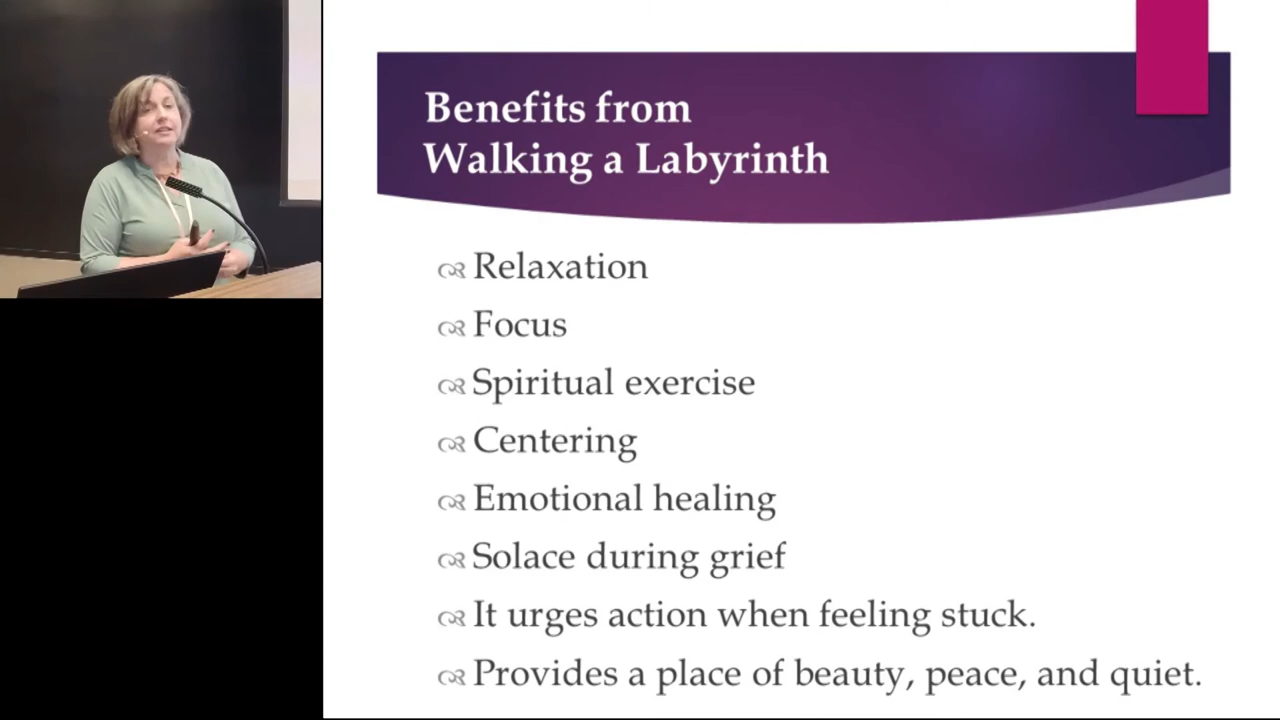 Benefits from
Walking a Labyrinth
Relaxation
Focus
Spiritual exercise
Centering
Emotional healing
Solace during grief
It urges action when feeling stuck.
Provides a place of beauty, peace, and quiet.